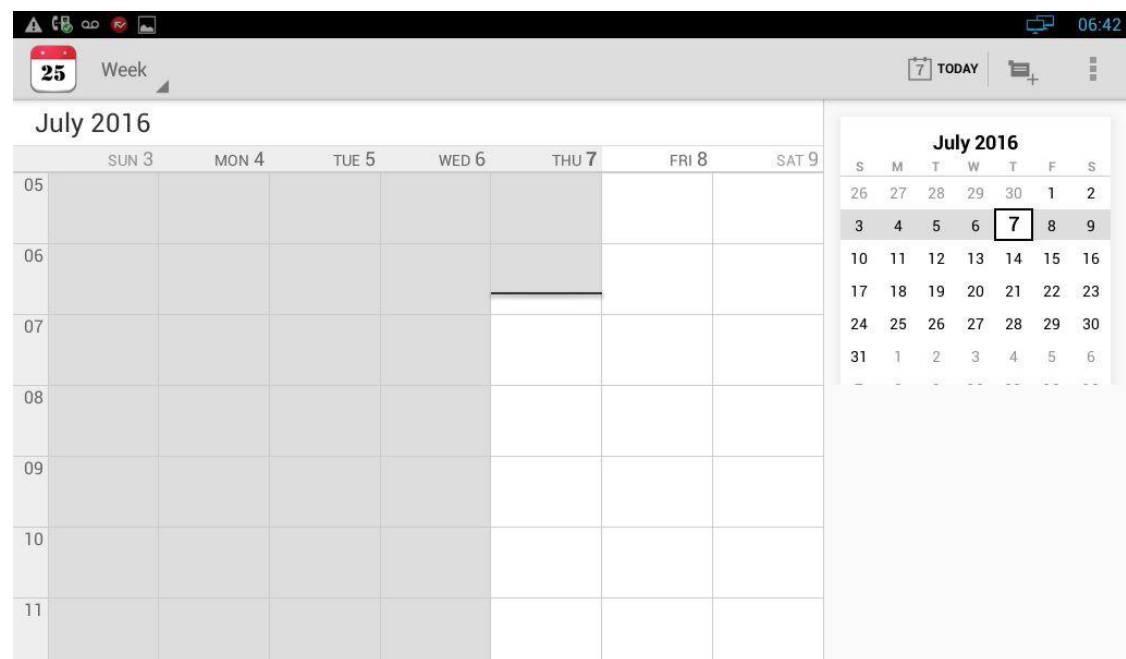 06:42
25 Week 7 TODAY
July 2016
SUN 3 MON 4 TUE 5 WED 6 THU 7 FRI 8 SAT 9
05
06
07
08
09
10
11
July 2016
S M T W T F S
26 27 28 29 30 1 2
3 4 5 6 7 8 9
10 11 12 13 14 15 16
17 18 19 20 21 22 23
24 25 26 27 28 29 30
31 1 2 3 4 5 6